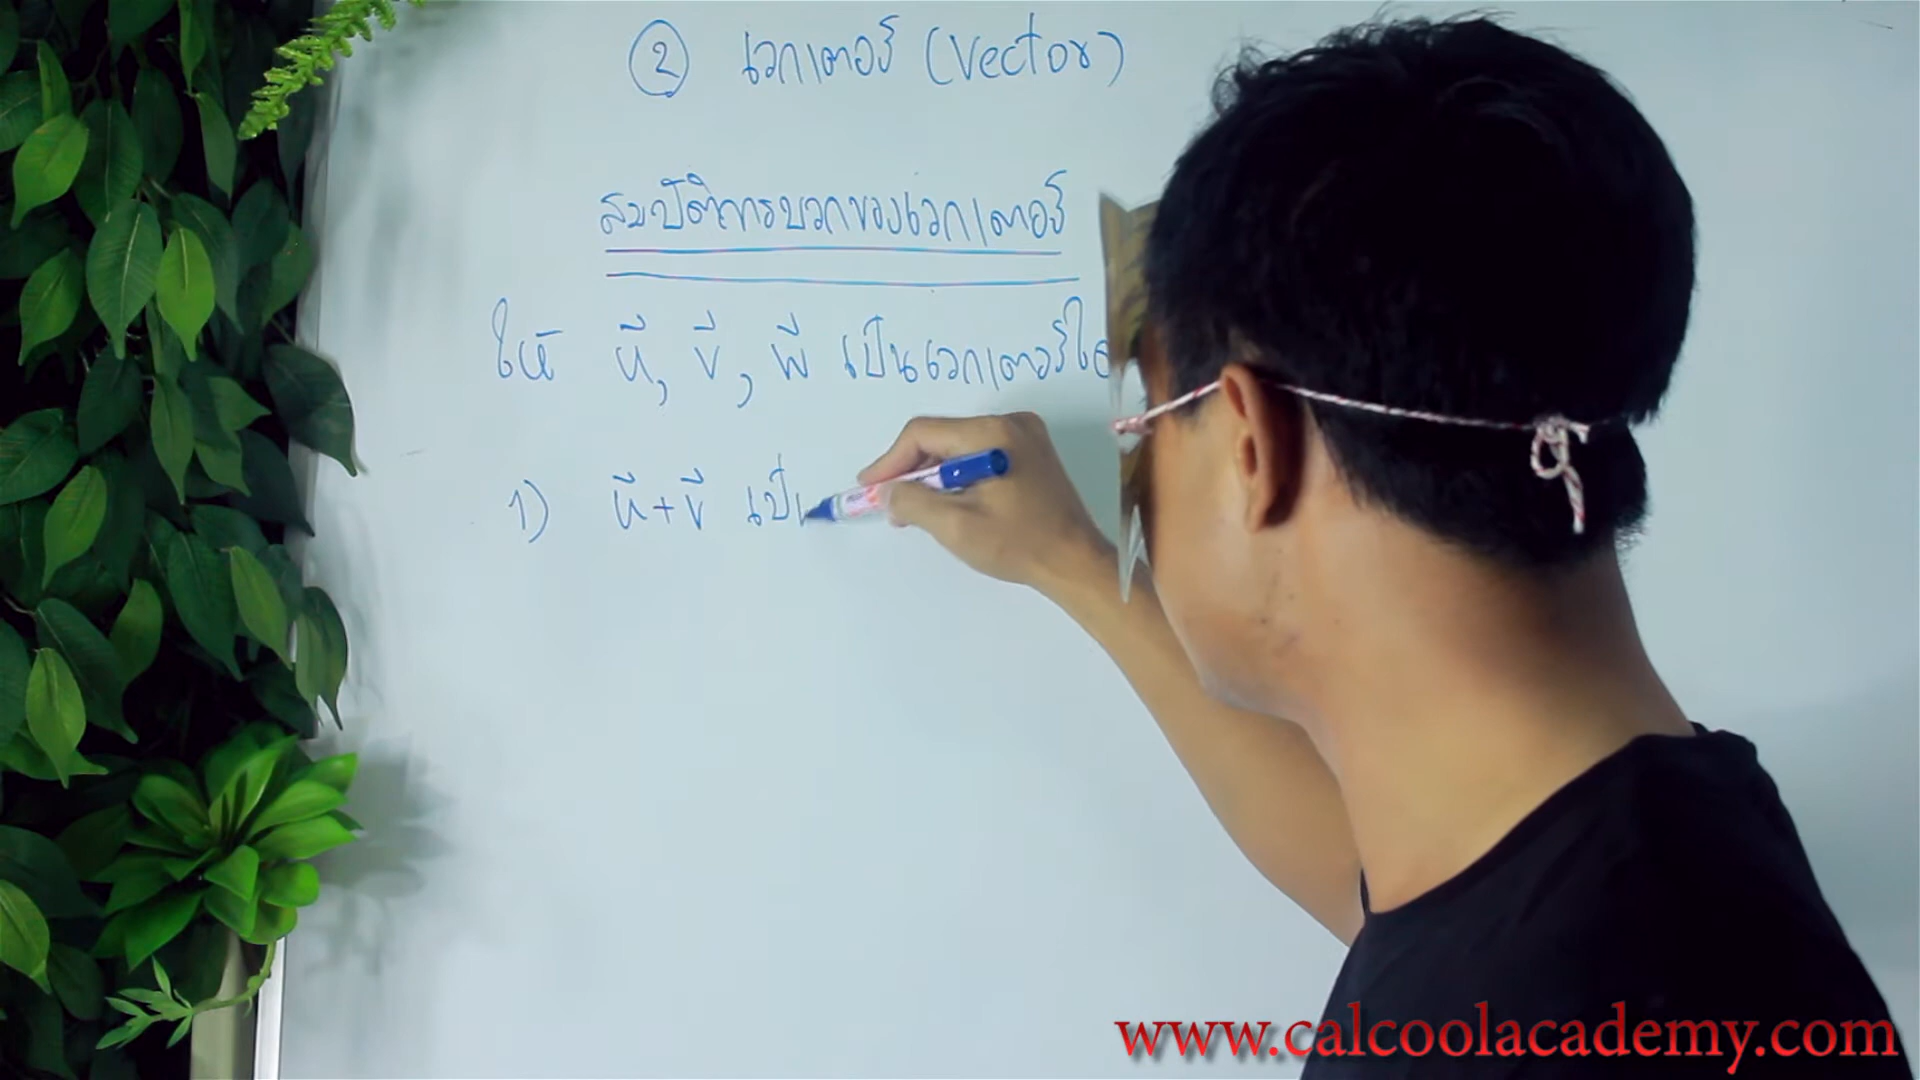 ② เวกเตอร์ (Vector)
สมบัติการบวกของเวกเตอร์
ให้ ū, v̄, w̄ เป็นเวกเตอร์ใด
1) ū+v̄ เป็น
www.calcoolacademy.com